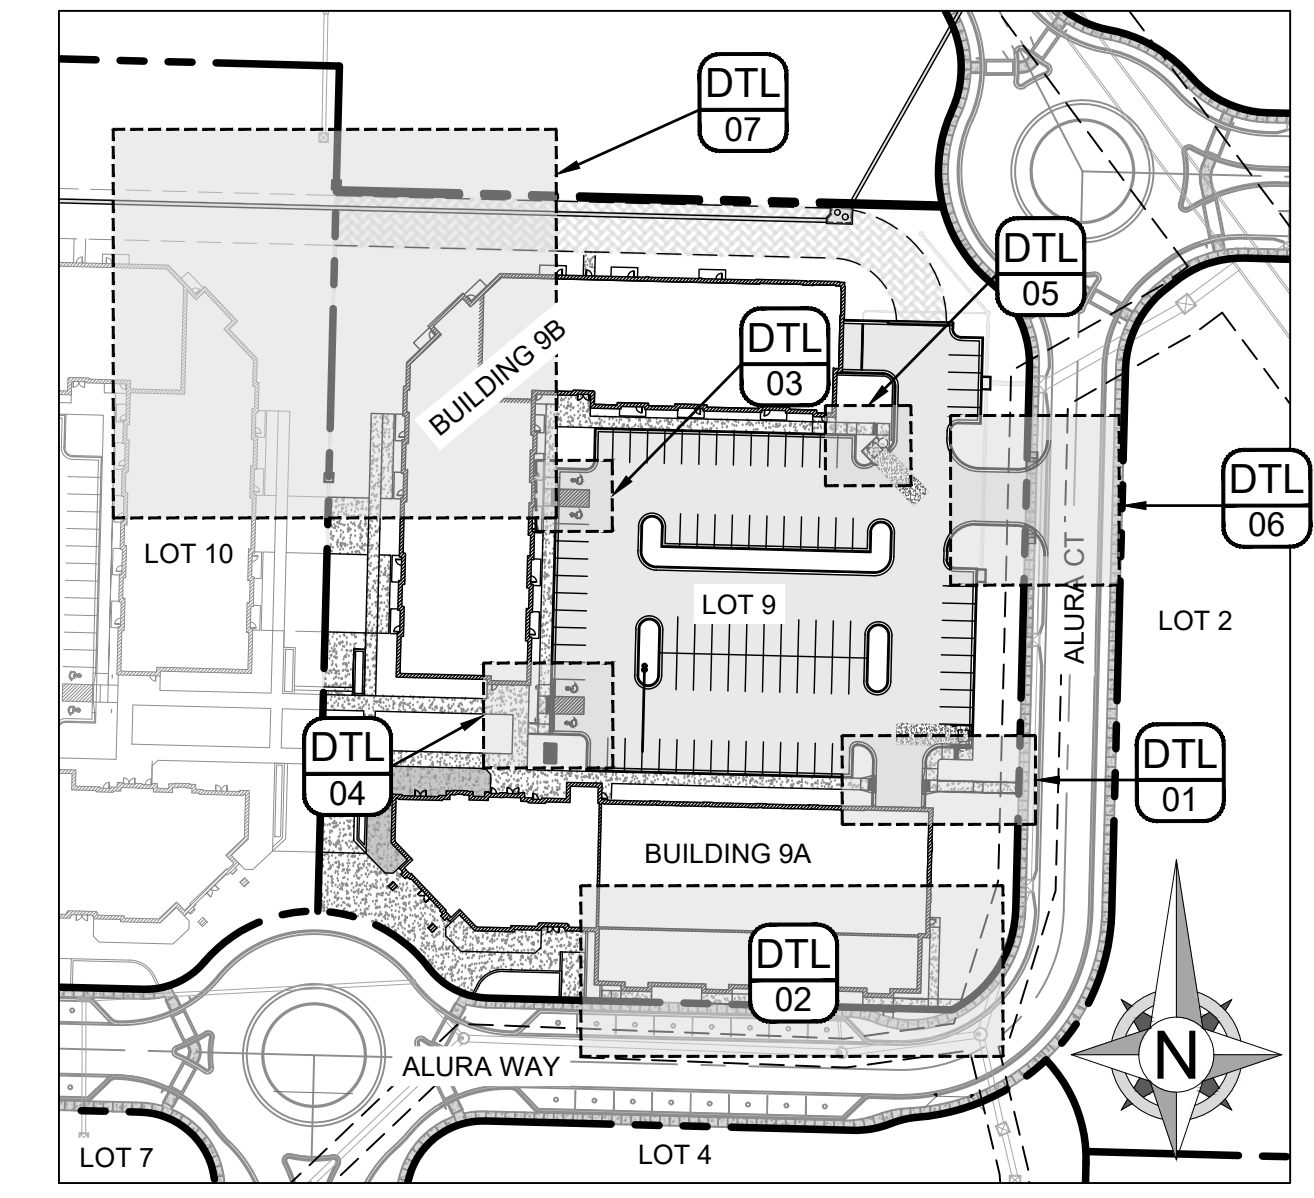 DTL
07
DTL
05
DTL
03
BUILDING 9B
DTL
06
LOT 10
LOT 9
ALURA CT
LOT 2
DTL
04
DTL
01
BUILDING 9A
DTL
02
N
ALURA WAY
LOT 7
LOT 4